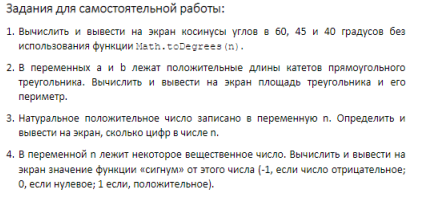 Задания для самостоятельной работы:
1. Вычислить и вывести на экран косинусы углов в 60, 45 и 40 градусов без
использования функции Math.toDegrees(n).
2. В переменных a и b лежат положительные длины катетов прямоугольного
треугольника. Вычислить и вывести на экран площадь треугольника и его
периметр.
3. Натуральное положительное число записано в переменную n. Определить и
вывести на экран, сколько цифр в числе n.
4. В переменной n лежит некоторое вещественное число. Вычислить и вывести на
экран значение функции «сигнум» от этого числа (-1, если число отрицательное;
0, если нулевое; 1 если, положительное).